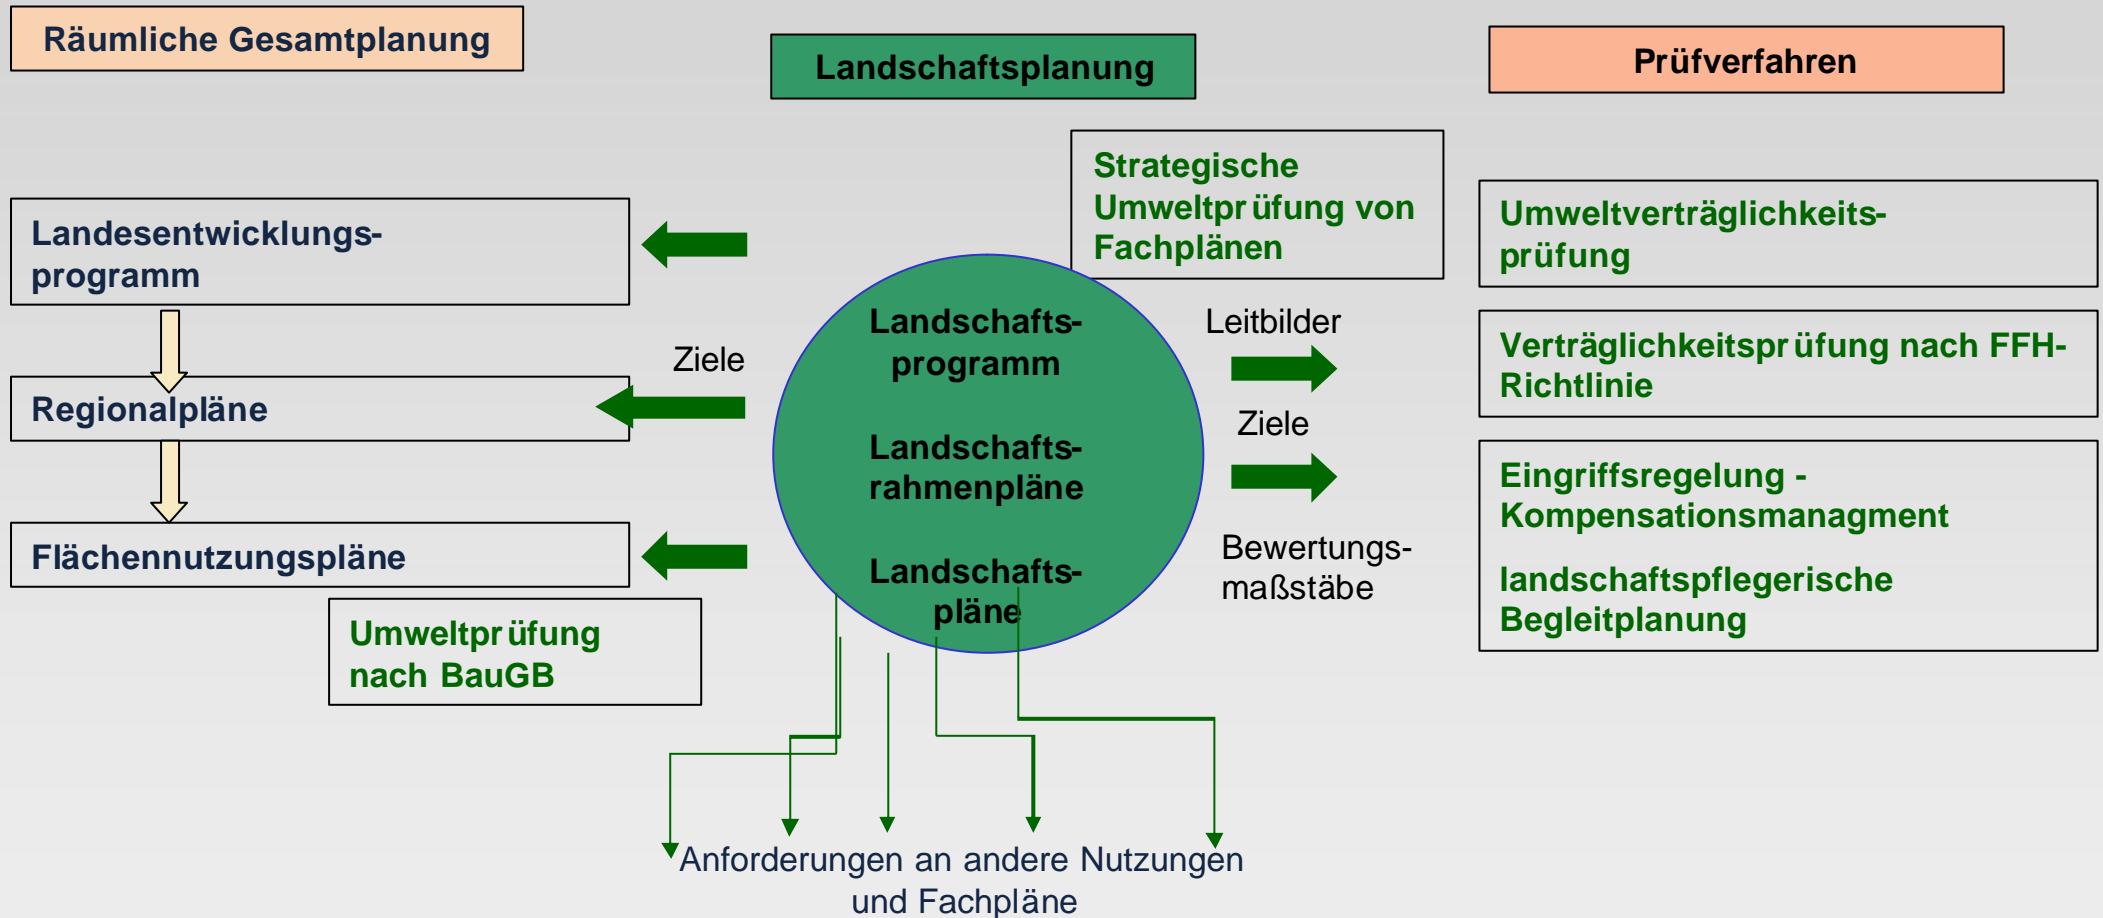 Räumliche Gesamtplanung
Landschaftsplanung
Prüfverfahren
Landesentwicklungs-
programm
Regionalpläne
Flächennutzungspläne
Umweltprüfung
nach BauGB
Ziele
Strategische
Umweltprüfung von
Fachplänen
Landschafts-
programm
Landschafts-
rahmenpläne
Landschafts-
pläne
Leitbilder
Ziele
Bewertungs-
maßstäbe
Umweltverträglichkeits-
prüfung
Verträglichkeitsprüfung nach FFH-
Richtlinie
Eingriffsregelung -
Kompensationsmanagment
landschaftspflegerische
Begleitplanung
Anforderungen an andere Nutzungen
und Fachpläne